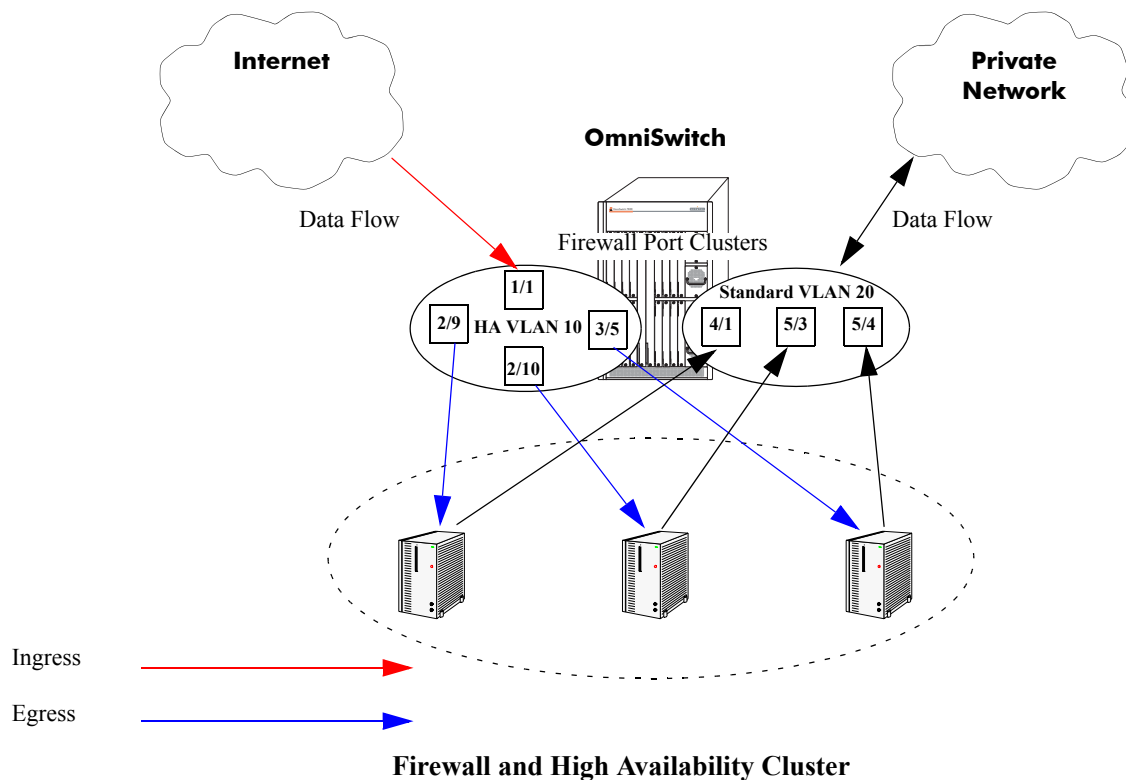 Internet
Private
Network
OmniSwitch
Data Flow
Data Flow
Firewall Port Clusters
1/1
Standard VLAN 20
2/9
HA VLAN 10
3/5
4/1
5/3
5/4
2/10
Ingress
Egress
Firewall and High Availability Cluster